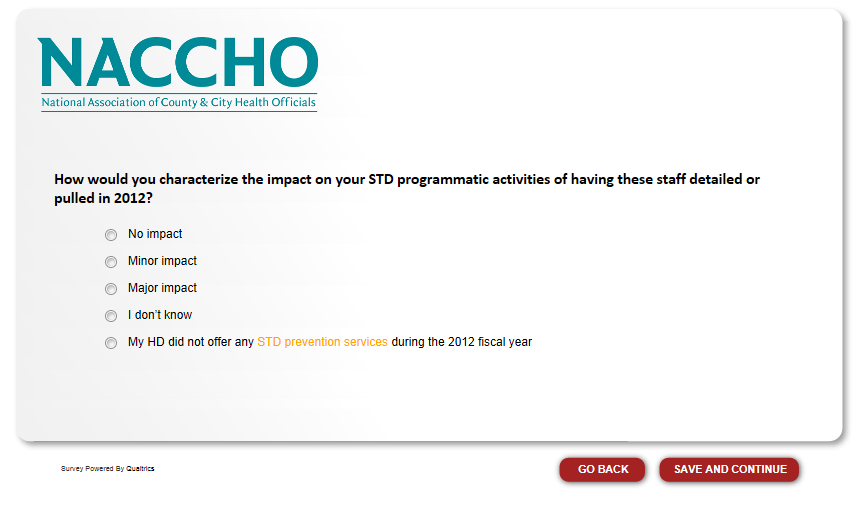 NACCHO
National Association of County & City Health Officials
How would you characterize the impact on your STD programmatic activities of having these staff detailed or
pulled in 2012?
No impact
Minor impact
Major impact
I don't know
My HD did not offer any STD prevention services during the 2012 fiscal year
Survey Powered By Qualtrics
GO BACK
SAVE AND CONTINUE